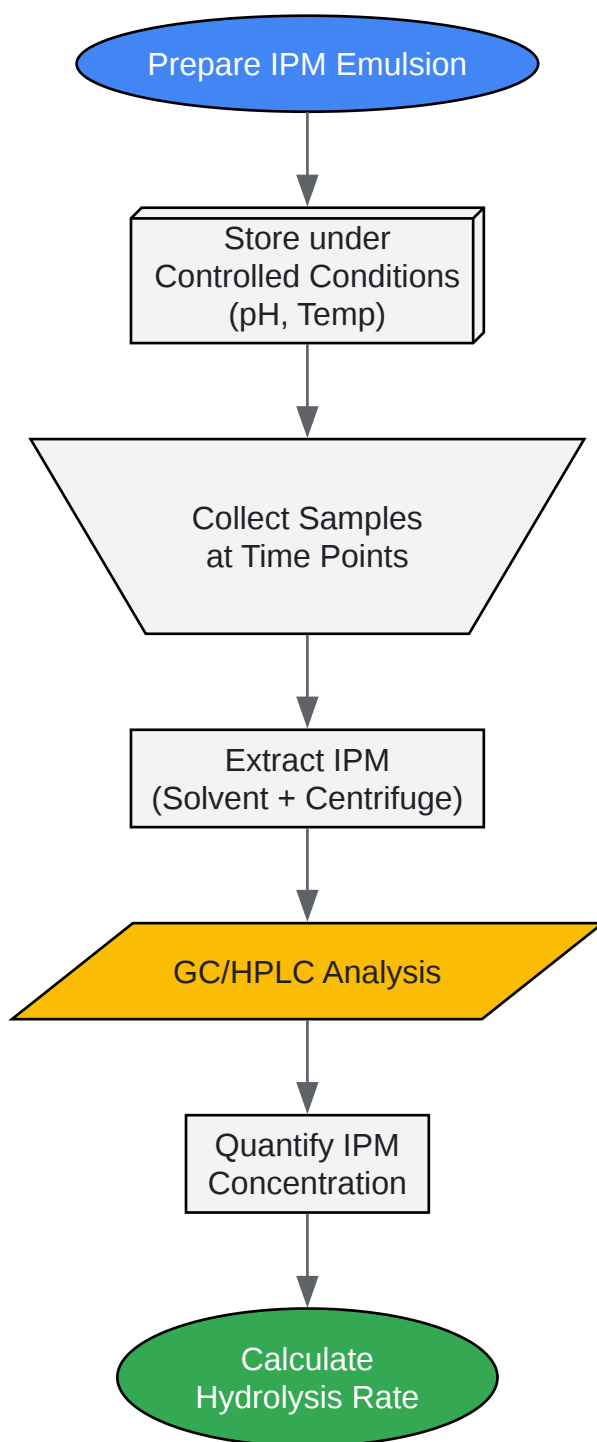 Prepare IPM Emulsion
Store under
Controlled Conditions
(pH, Temp)
Collect Samples
at Time Points
Extract IPM
(Solvent + Centrifuge)
GC/HPLC Analysis
Quantify IPM
Concentration
Calculate
Hydrolysis Rate